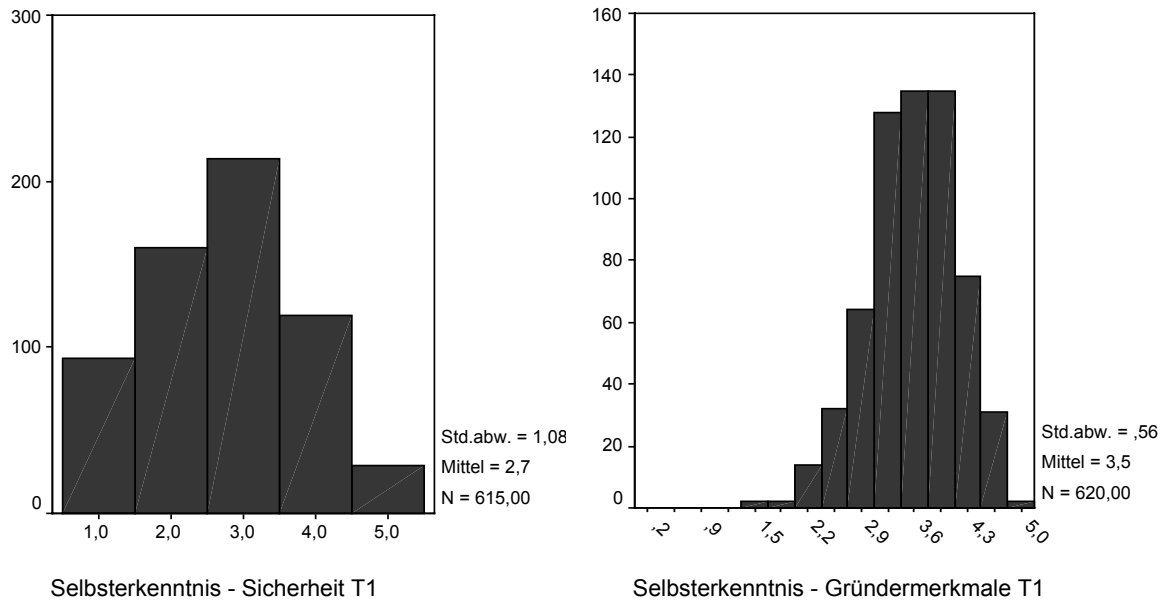 300
200
100
0
1,0 2,0 3,0 4,0 5,0
Std.abw. = 1,08
Mittel = 2,7
N = 615,00
Selbsterkenntnis - Sicherheit T1
160
140
120
100
80
60
40
20
0
,2 ,9 1,5 2,2 2,9 3,6 4,3 5,0
Std.abw. = ,56
Mittel = 3,5
N = 620,00
Selbsterkenntnis - Gründermerkmale T1